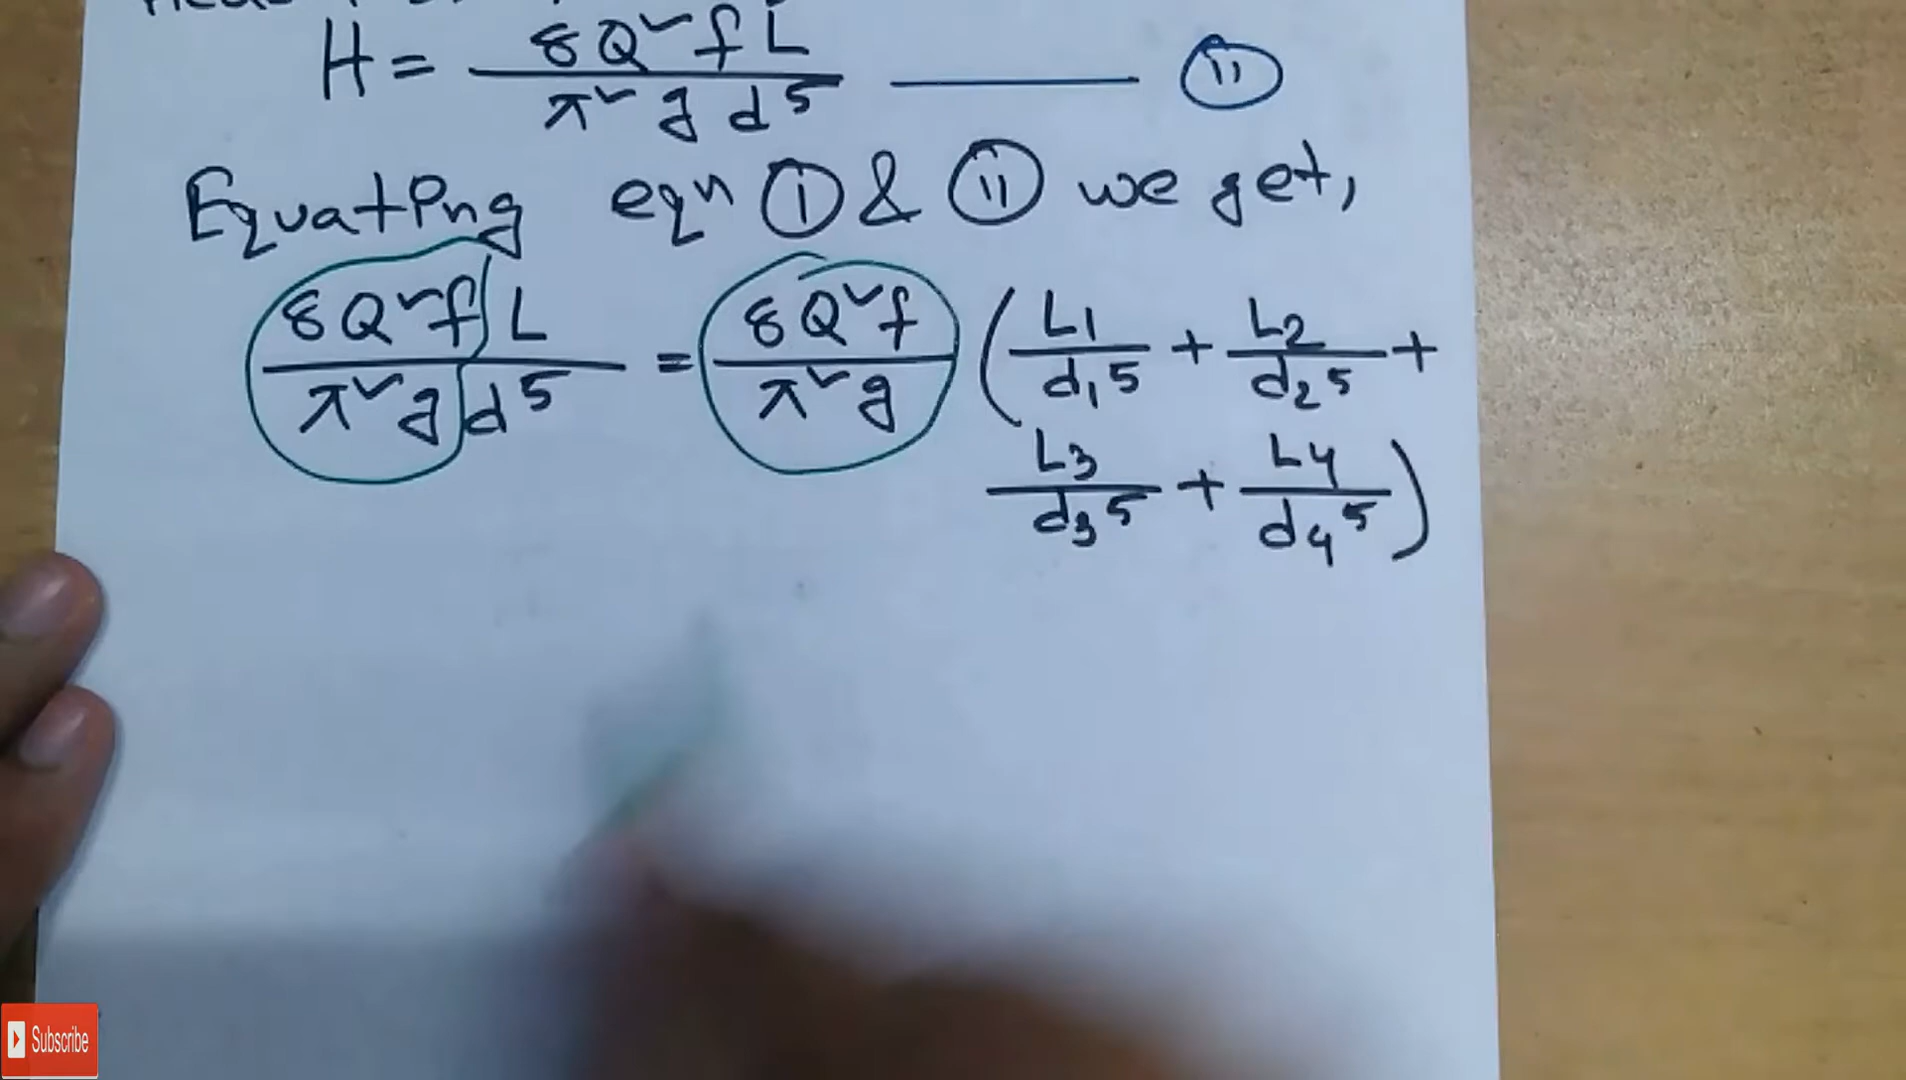 H = 8Q²fL / π²gd⁵ ——— (ii)
Equating eqn (i) & (ii) we get,
8Q²fL / π²gd⁵ = 8Q²f / π²g ( L1/d₁⁵ + L2/d₂⁵ +
L3/d₃⁵ + L4/d₄⁵ )
Subscribe